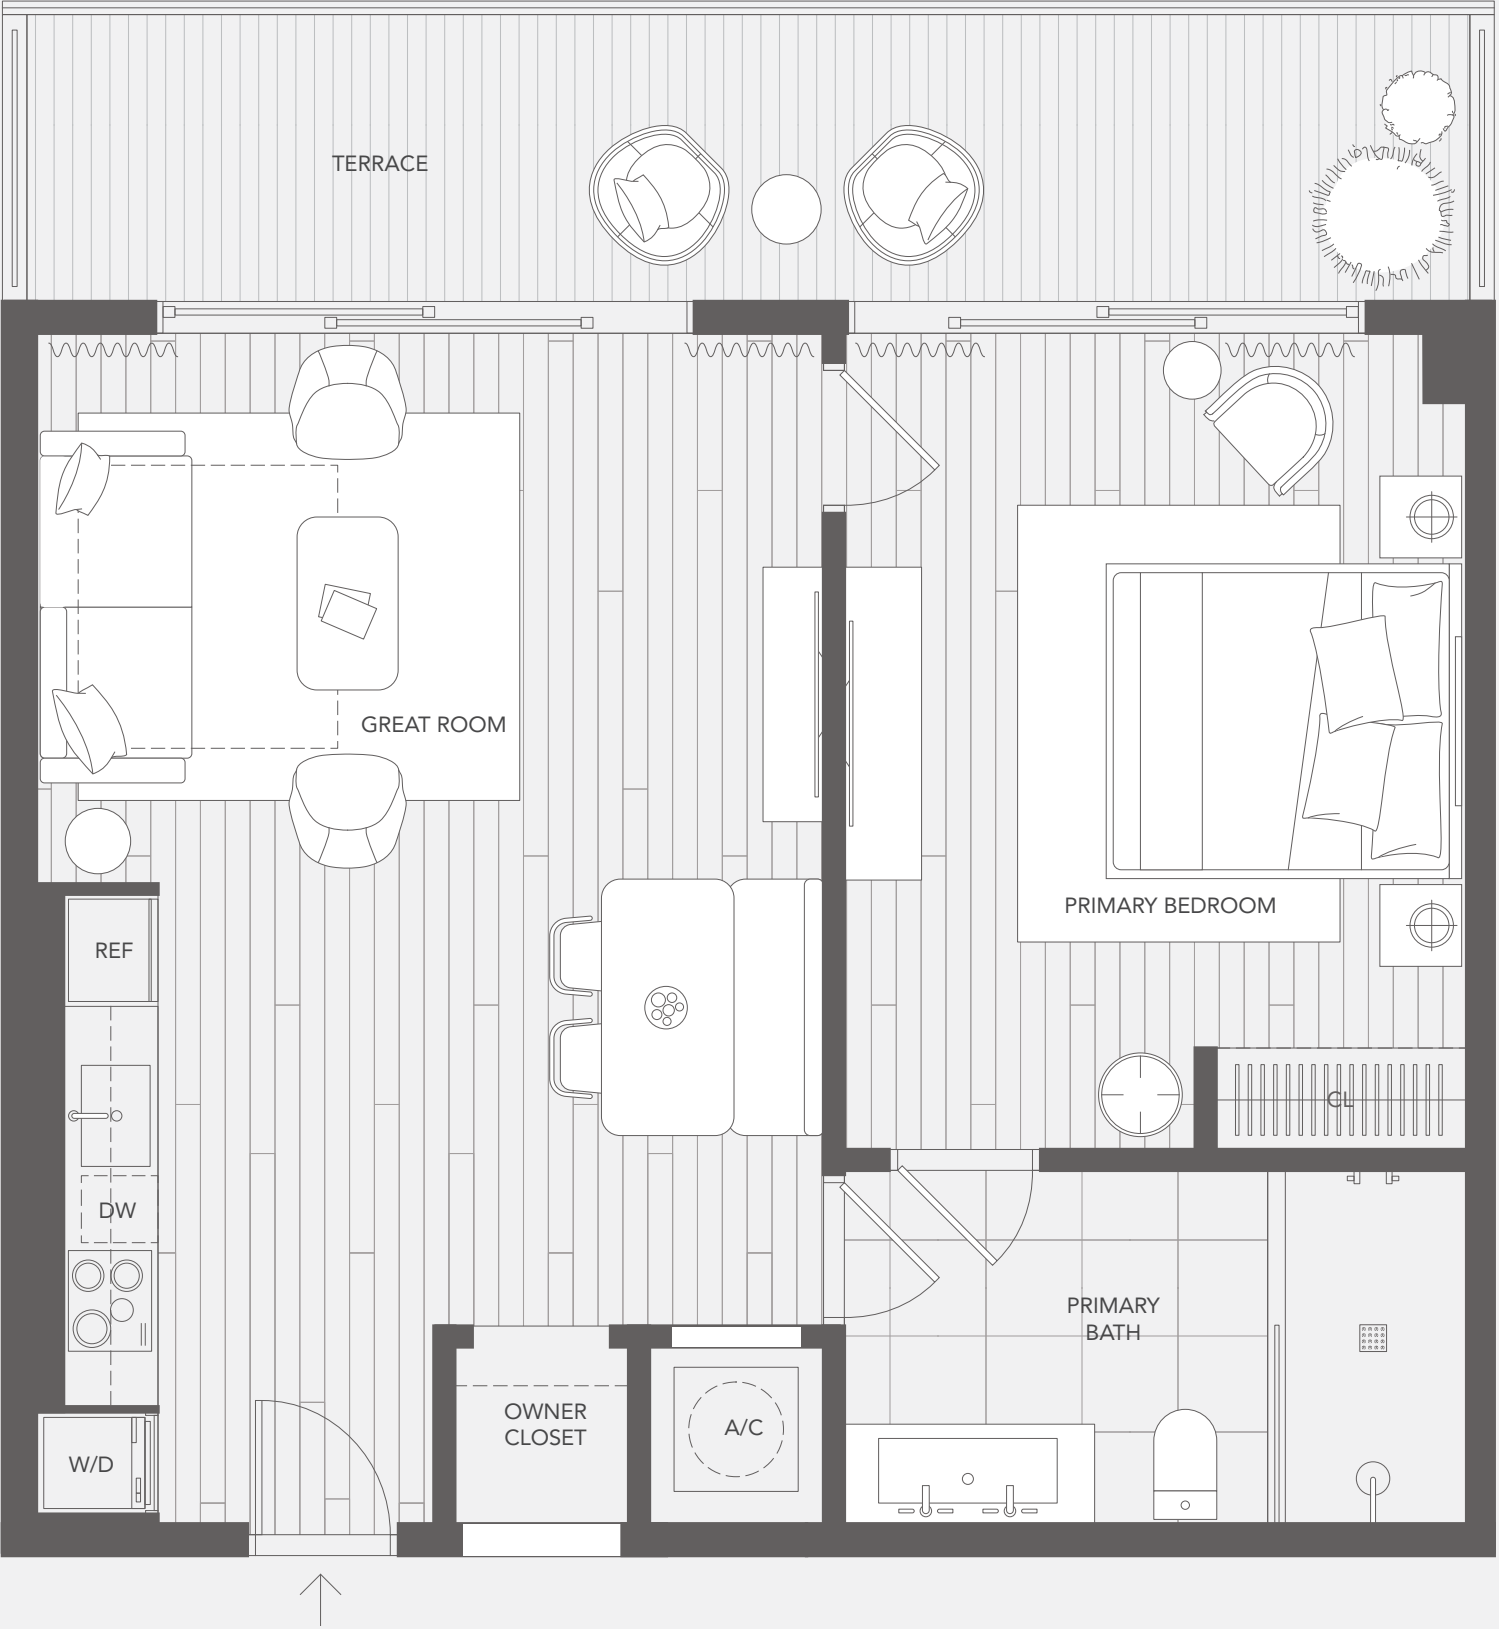 TERRACE
GREAT ROOM
PRIMARY BEDROOM
REF
CL
DW
PRIMARY
BATH
OWNER
CLOSET
A/C
W/D